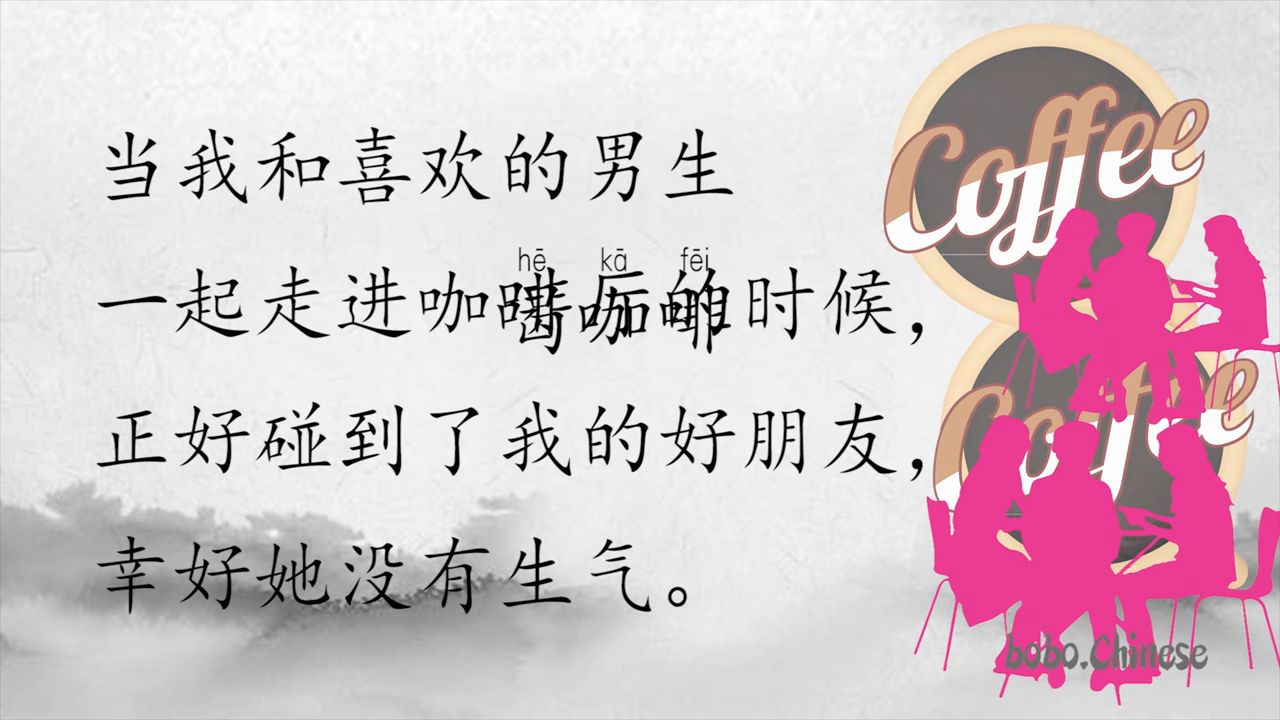 当我和喜欢的男生
hē kā fēi
喝咖啡
一起走进咖啡店的时候，
正好碰到了我的好朋友，
幸好她没有生气。
Coffee
Coffee
bobo.Chinese